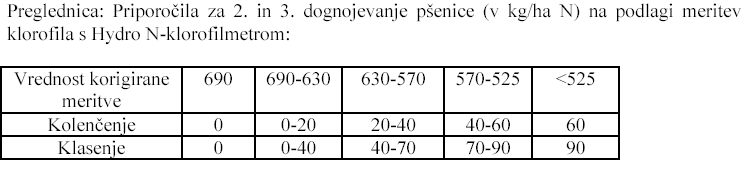 Preglednica: Priporočila za 2. in 3. dognojevanje pšenice (v kg/ha N) na podlagi meritev
klorofila s Hydro N-klorofilmetrom:
Vrednost korigirane meritve 690 690-630 630-570 570-525 <525
Kolenčenje 0 0-20 20-40 40-60 60
Klasenje 0 0-40 40-70 70-90 90